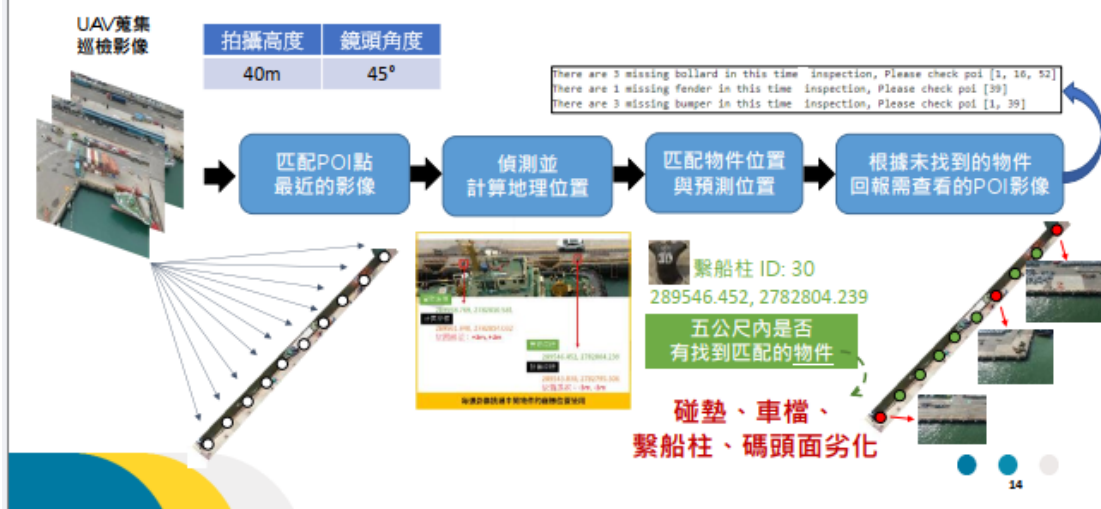 UAV蒐集
巡檢影像
拍攝高度 鏡頭角度
40m 45°
There are 3 missing bollard in this time inspection, Please check poi [1, 16, 52]
There are 1 missing fender in this time inspection, Please check poi [39]
There are 3 missing bumper in this time inspection, Please check poi [1, 39]
匹配POI點
最近的影像
偵測並
計算地理位置
匹配物件位置
與預測位置
根據未找到的物件
回報需查看的POI影像
30
繫船柱 ID: 30
289546.452, 2782804.239
五公尺內是否
有找到匹配的物件
289546.452, 2782804.239
碰墊、車檔、
繫船柱、碼頭面劣化
14